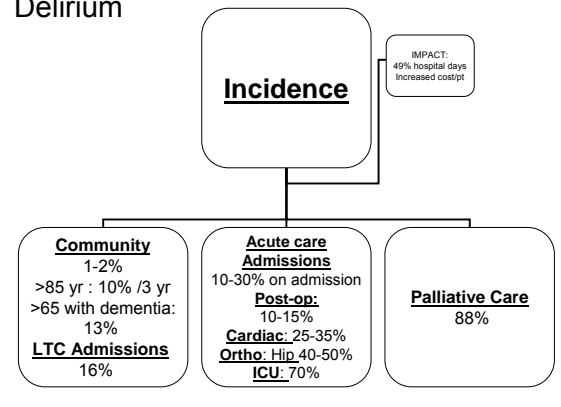 Delirium
Incidence
IMPACT:
49% hospital days
Increased cost/pt
Community
1-2%
>85 yr : 10% /3 yr
>65 with dementia:
13%
LTC Admissions
16%
Acute care
Admissions
10-30% on admission
Post-op:
10-15%
Cardiac: 25-35%
Ortho: Hip 40-50%
ICU: 70%
Palliative Care
88%